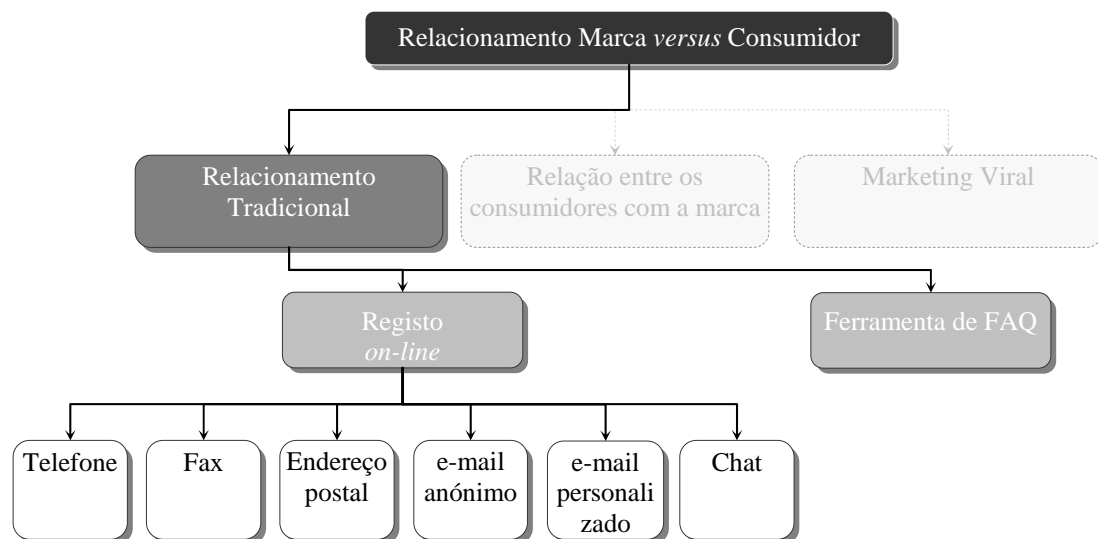 Relacionamento Marca versus Consumidor
Relacionamento
Tradicional
Relação entre os
consumidores com a marca
Marketing Viral
Registo
on-line
Ferramenta de FAQ
Telefone
Fax
Endereço
postal
e-mail
anónimo
e-mail
personali
zado
Chat